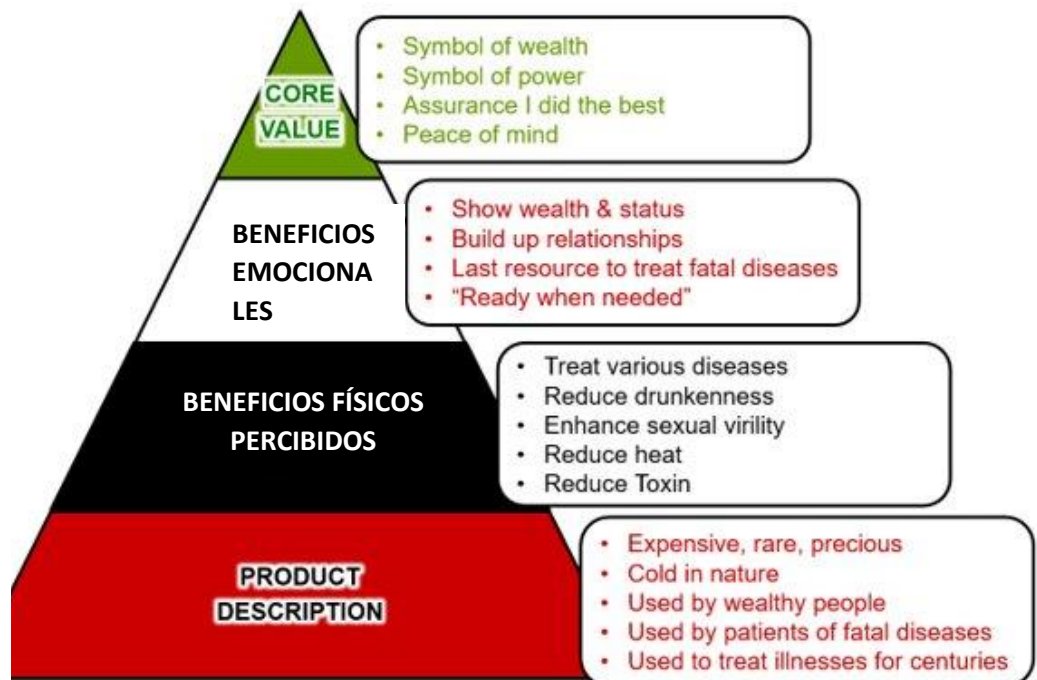 CORE
VALUE
• Symbol of wealth
• Symbol of power
• Assurance I did the best
• Peace of mind
BENEFICIOS
EMOCIONA
LES
• Show wealth & status
• Build up relationships
• Last resource to treat fatal diseases
• “Ready when needed”
BENEFICIOS FÍSICOS
PERCIBIDOS
• Treat various diseases
• Reduce drunkenness
• Enhance sexual virility
• Reduce heat
• Reduce Toxin
PRODUCT
DESCRIPTION
• Expensive, rare, precious
• Cold in nature
• Used by wealthy people
• Used by patients of fatal diseases
• Used to treat illnesses for centuries